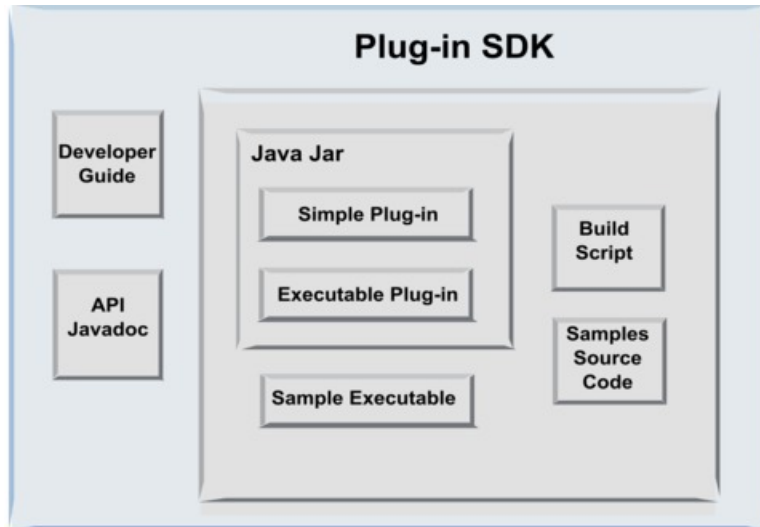 Plug-in SDK
Developer
Guide
API
Javadoc
Java Jar
Simple Plug-in
Executable Plug-in
Sample Executable
Build
Script
Samples
Source
Code